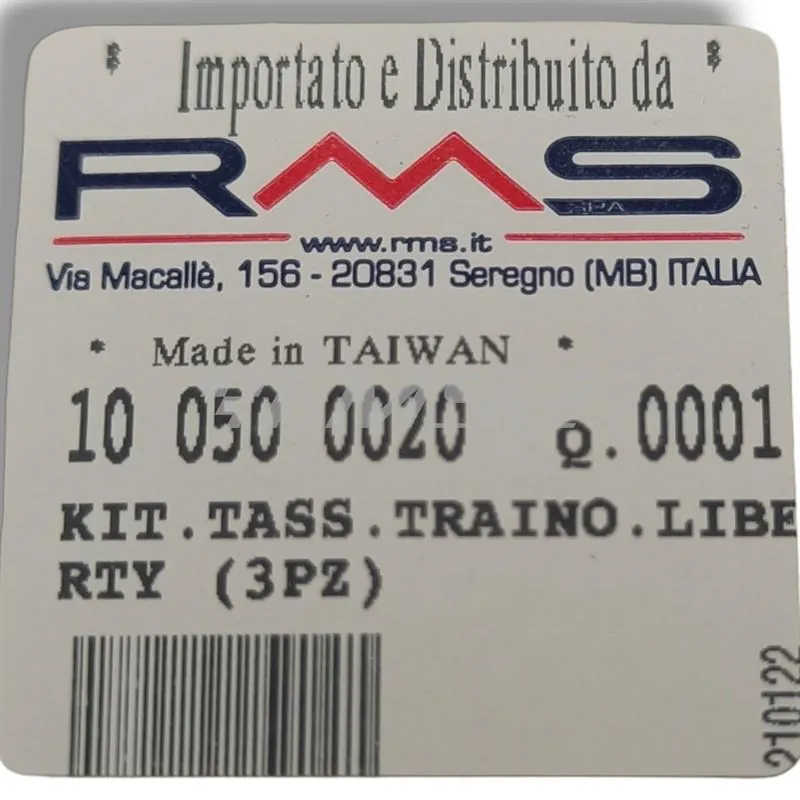 * Importato e Distribuito da *
RMS
SPA
www.rms.it
Via Macallè, 156 - 20831 Seregno (MB) ITALIA
* Made in TAIWAN *
10 050 0020 Q.0001
KIT.TASS.TRAINO.LIBE
RTY (3PZ)
210122